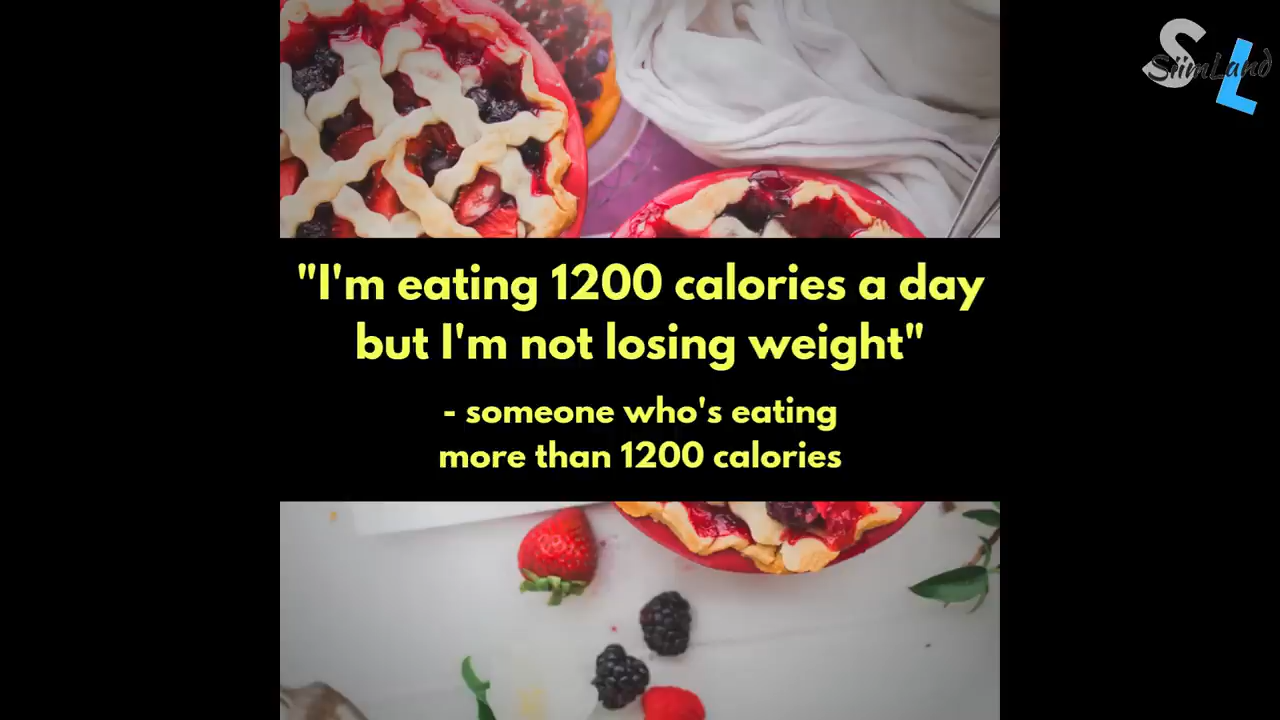 SiimLand
"I'm eating 1200 calories a day
but I'm not losing weight"
- someone who's eating
more than 1200 calories